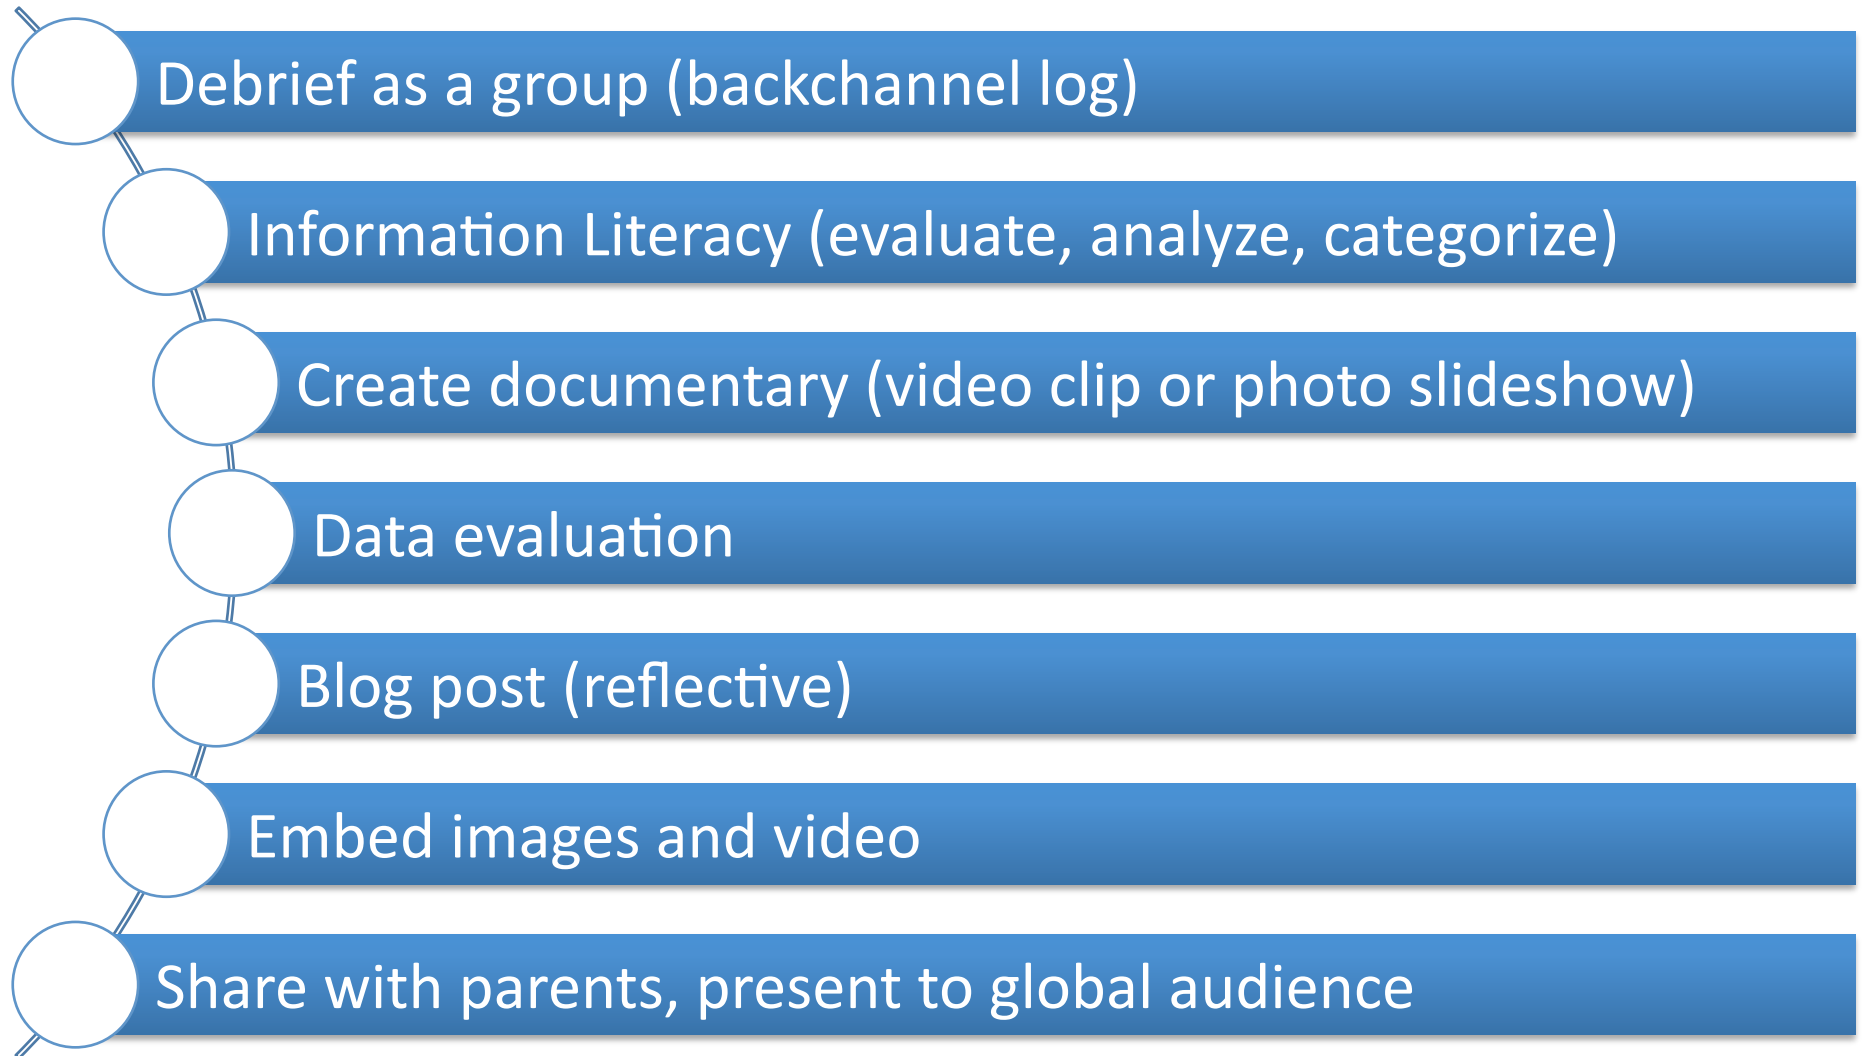 Debrief as a group (backchannel log)
Information Literacy (evaluate, analyze, categorize)
Create documentary (video clip or photo slideshow)
Data evaluation
Blog post (reflective)
Embed images and video
Share with parents, present to global audience